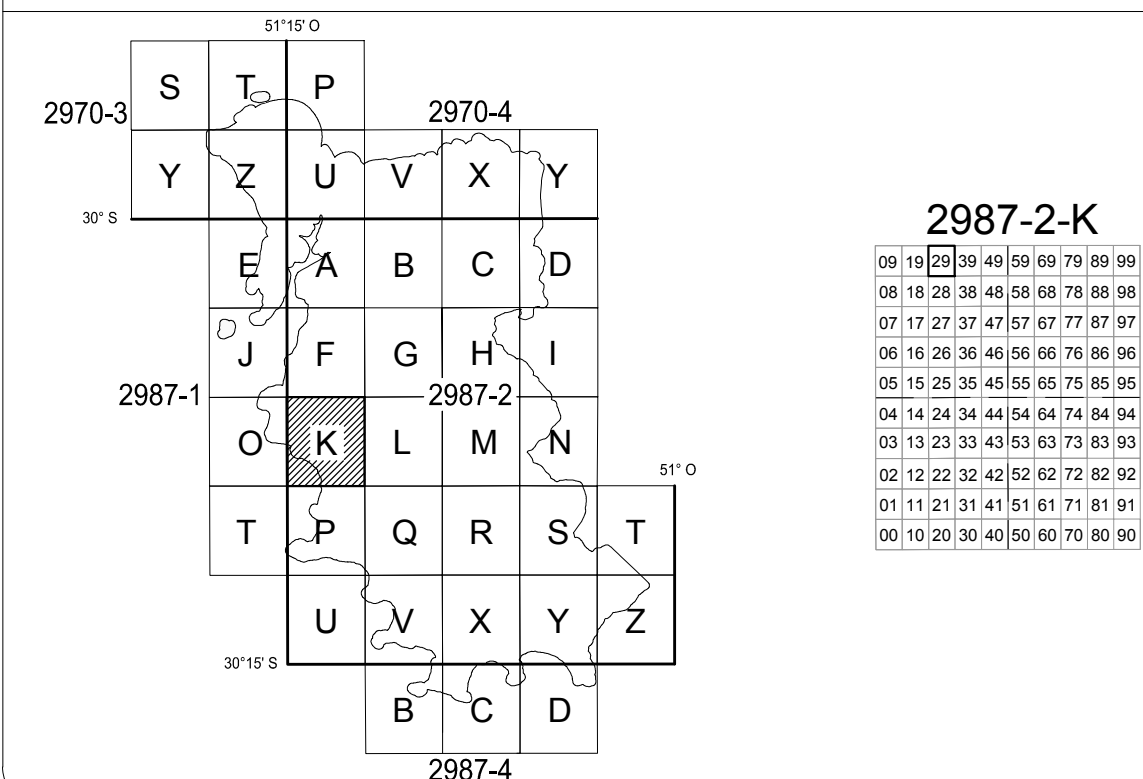 51°15' O
S T P
2970-3 2970-4
Y Z U V X Y
30° S
E A B C D
J F G H I
2987-1 2987-2
O K L M N
51° O
T P Q R S T
U V X Y Z
30°15' S
B C D
2987-4
2987-2-K
09 19 29 39 49 59 69 79 89 99
08 18 28 38 48 58 68 78 88 98
07 17 27 37 47 57 67 77 87 97
06 16 26 36 46 56 66 76 86 96
05 15 25 35 45 55 65 75 85 95
04 14 24 34 44 54 64 74 84 94
03 13 23 33 43 53 63 73 83 93
02 12 22 32 42 52 62 72 82 92
01 11 21 31 41 51 61 71 81 91
00 10 20 30 40 50 60 70 80 90